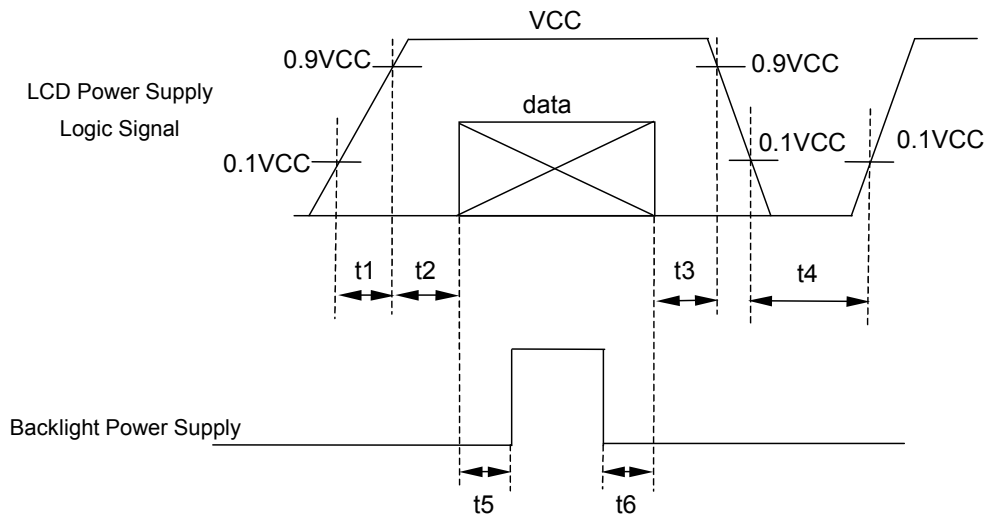 VCC
0.9VCC
0.9VCC
LCD Power Supply
Logic Signal
data
0.1VCC
0.1VCC
0.1VCC
t1
t2
t3
t4
Backlight Power Supply
t5
t6